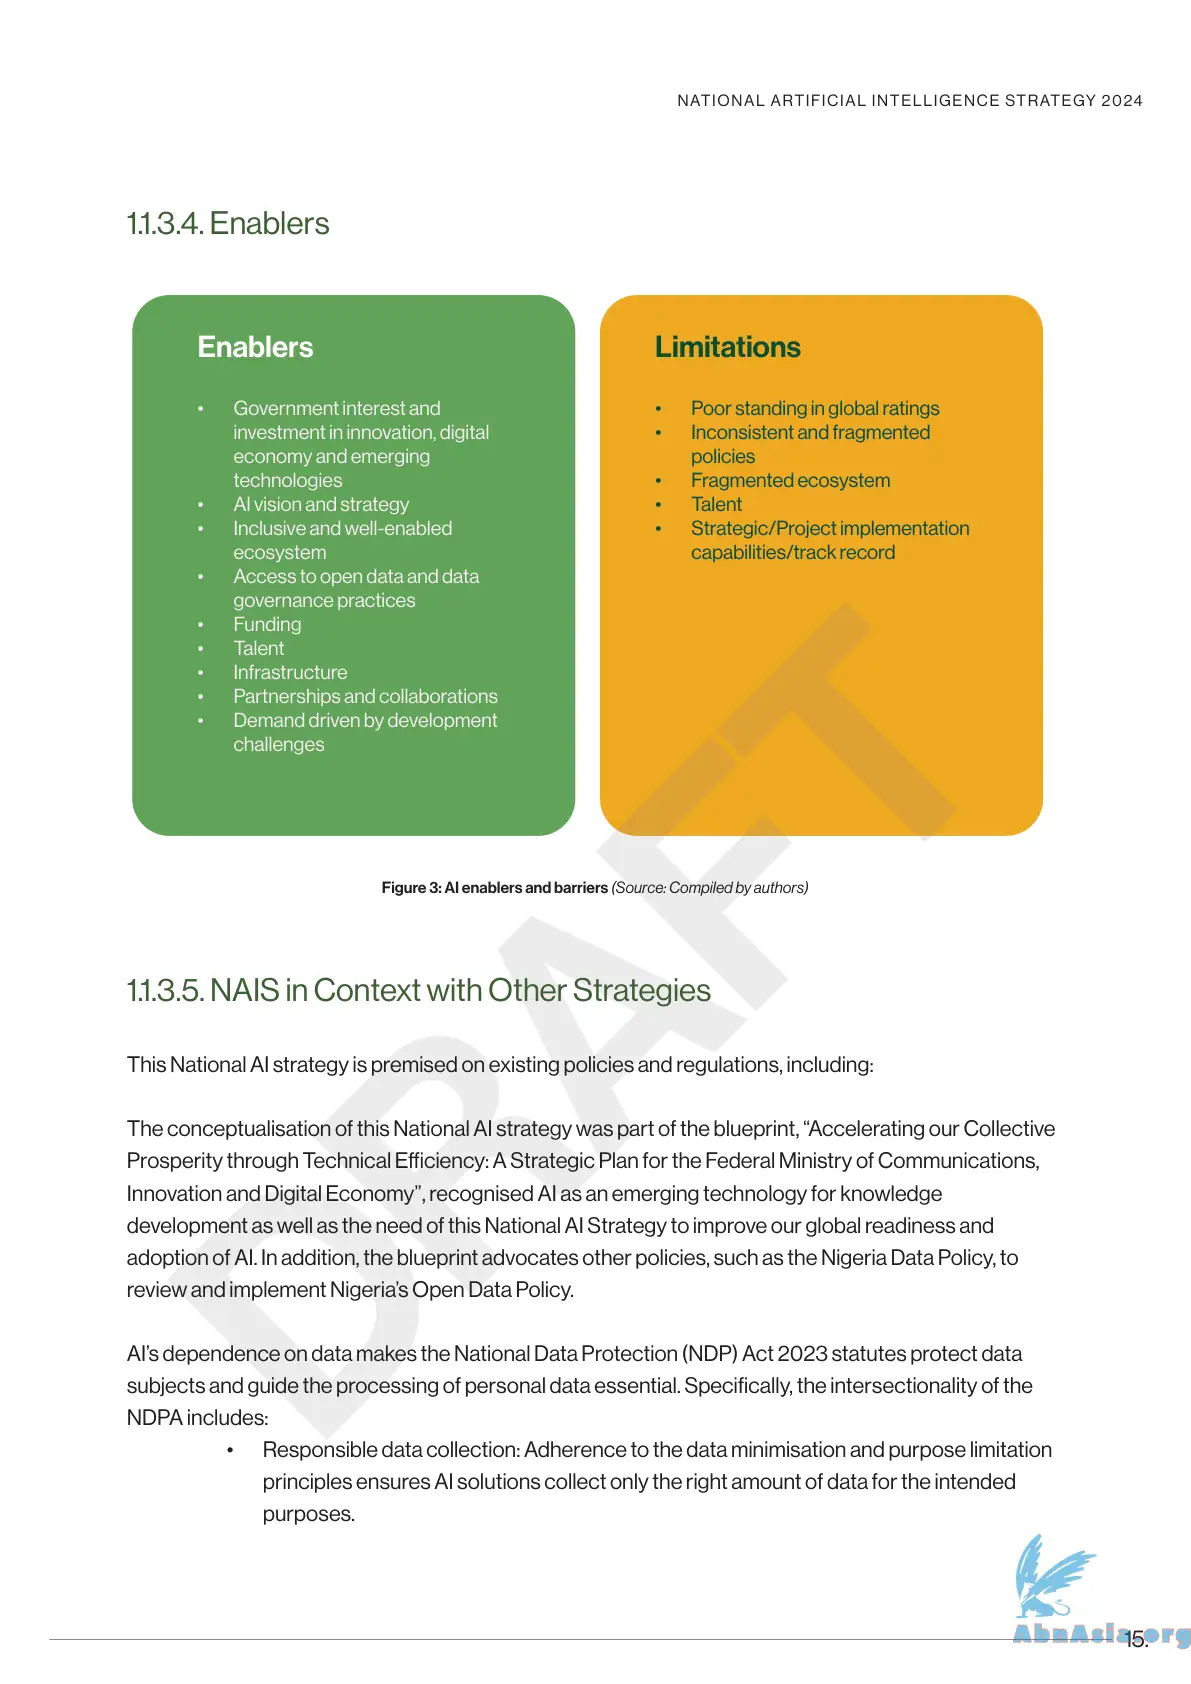 NATIONAL ARTIFICIAL INTELLIGENCE STRATEGY 2024
1.1.3.4. Enablers
Enablers
• Government interest and
investment in innovation, digital
economy and emerging
technologies
• AI vision and strategy
• Inclusive and well-enabled
ecosystem
• Access to open data and data
governance practices
• Funding
• Talent
• Infrastructure
• Partnerships and collaborations
• Demand driven by development
challenges
Limitations
• Poor standing in global ratings
• Inconsistent and fragmented
policies
• Fragmented ecosystem
• Talent
• Strategic/Project implementation
capabilities/track record
DRAFT
Figure 3: AI enablers and barriers (Source: Compiled by authors)
1.1.3.5. NAIS in Context with Other Strategies
This National AI strategy is premised on existing policies and regulations, including:
The conceptualisation of this National AI strategy was part of the blueprint, “Accelerating our Collective
Prosperity through Technical Efficiency: A Strategic Plan for the Federal Ministry of Communications,
Innovation and Digital Economy”, recognised AI as an emerging technology for knowledge
development as well as the need of this National AI Strategy to improve our global readiness and
adoption of AI. In addition, the blueprint advocates other policies, such as the Nigeria Data Policy, to
review and implement Nigeria’s Open Data Policy.
AI’s dependence on data makes the National Data Protection (NDP) Act 2023 statutes protect data
subjects and guide the processing of personal data essential. Specifically, the intersectionality of the
NDPA includes:
• Responsible data collection: Adherence to the data minimisation and purpose limitation
principles ensures AI solutions collect only the right amount of data for the intended
purposes.
AbnAsia.org
15.